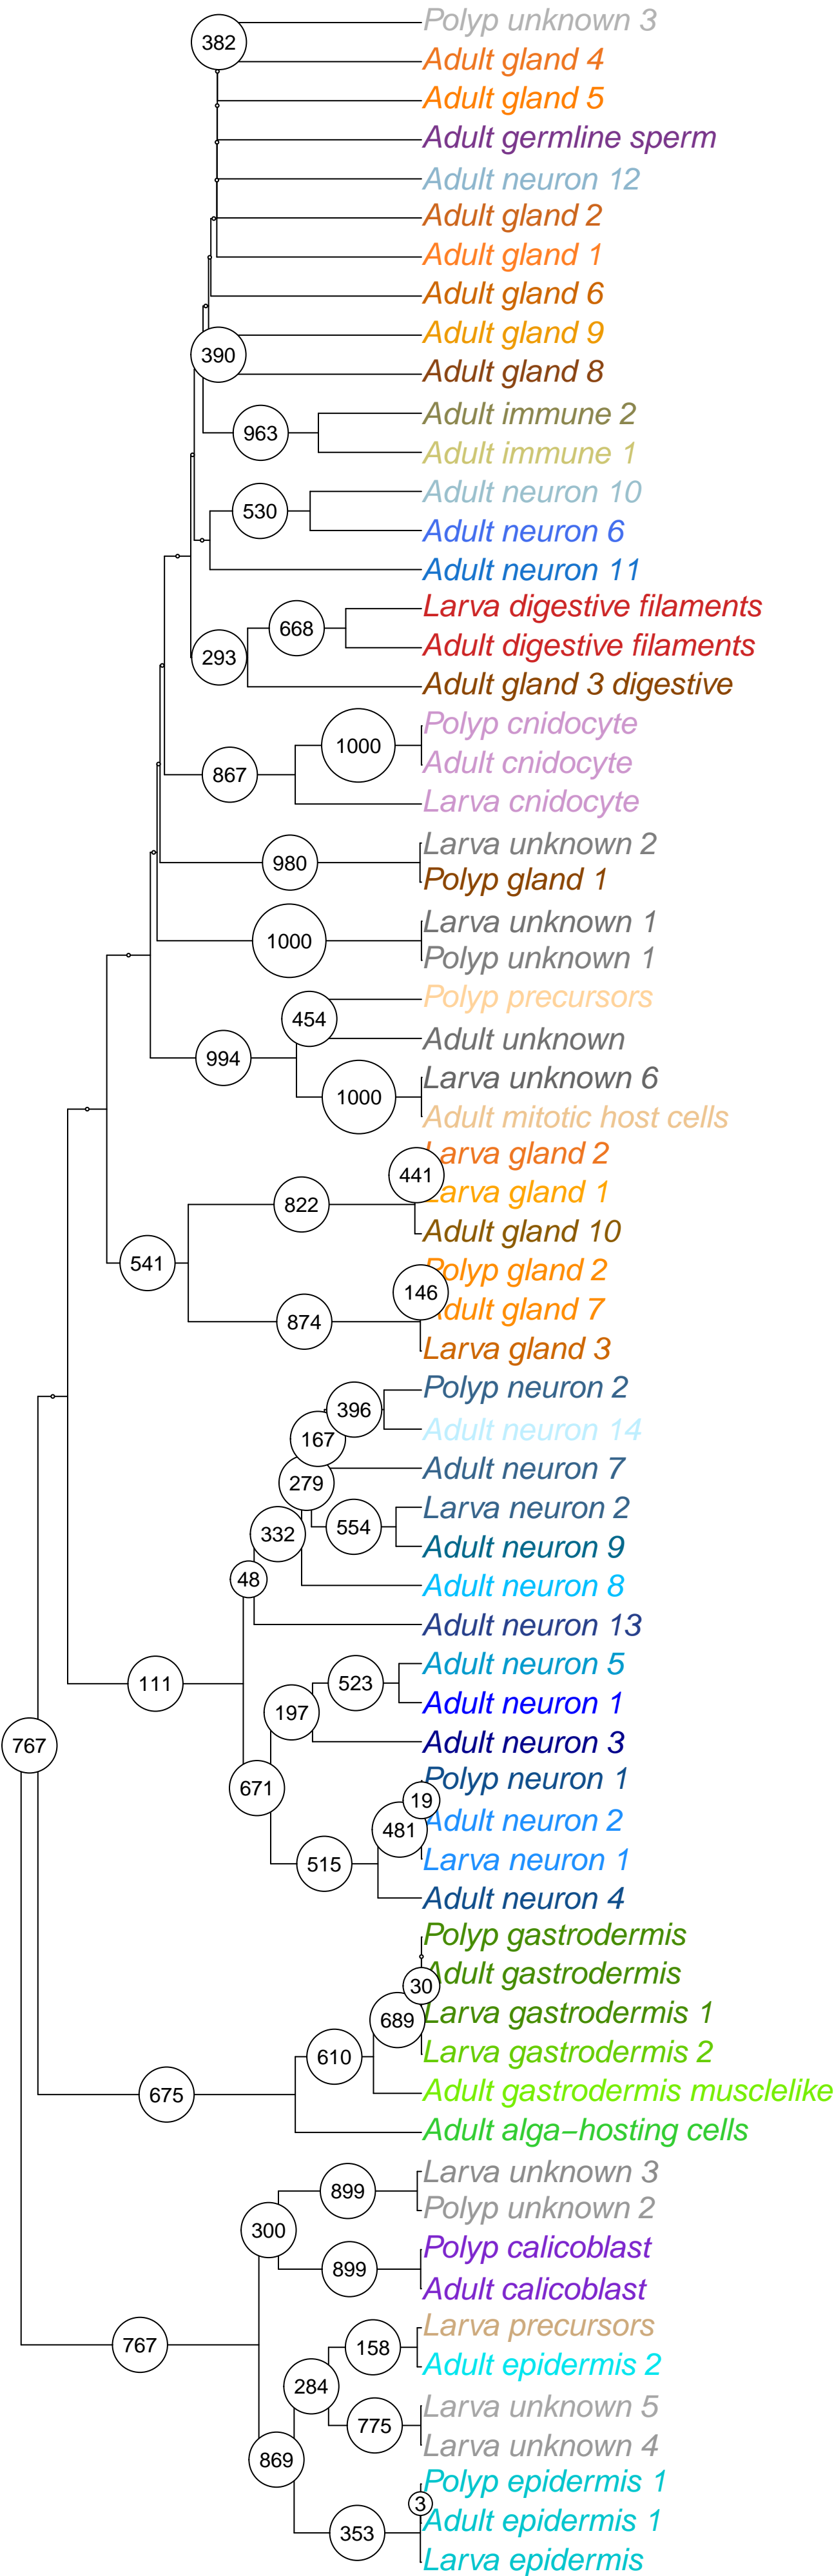 Polyp unknown 3
382
Adult gland 4
Adult gland 5
Adult germline sperm
Adult neuron 12
Adult gland 2
Adult gland 1
Adult gland 6
Adult gland 9
390
Adult gland 8
Adult immune 2
963
Adult immune 1
Adult neuron 10
530
Adult neuron 6
Adult neuron 11
Larva digestive filaments
668
Adult digestive filaments
293
Adult gland 3 digestive
Polyp cnidocyte
1000
Adult cnidocyte
867
Larva cnidocyte
Larva unknown 2
980
Polyp gland 1
Larva unknown 1
1000
Polyp unknown 1
Polyp precursors
454
Adult unknown
994
Larva unknown 6
1000
Adult mitotic host cells
Larva gland 2
441
Larva gland 1
822
Adult gland 10
541
Polyp gland 2
146
Adult gland 7
874
Larva gland 3
Polyp neuron 2
396
Adult neuron 14
167
Adult neuron 7
279
Larva neuron 2
554
332
Adult neuron 9
48
Adult neuron 8
Adult neuron 13
Adult neuron 5
111
523
Adult neuron 1
197
Adult neuron 3
767
Polyp neuron 1
671
19
Adult neuron 2
481
Larva neuron 1
515
Adult neuron 4
Polyp gastrodermis
Adult gastrodermis
30
Larva gastrodermis 1
689
Larva gastrodermis 2
610
Adult gastrodermis musclelike
675
Adult alga−hosting cells
Larva unknown 3
899
Polyp unknown 2
300
Polyp calicoblast
899
Adult calicoblast
Larva precursors
767
158
Adult epidermis 2
284
Larva unknown 5
775
Larva unknown 4
869
Polyp epidermis 1
3
Adult epidermis 1
353
Larva epidermis